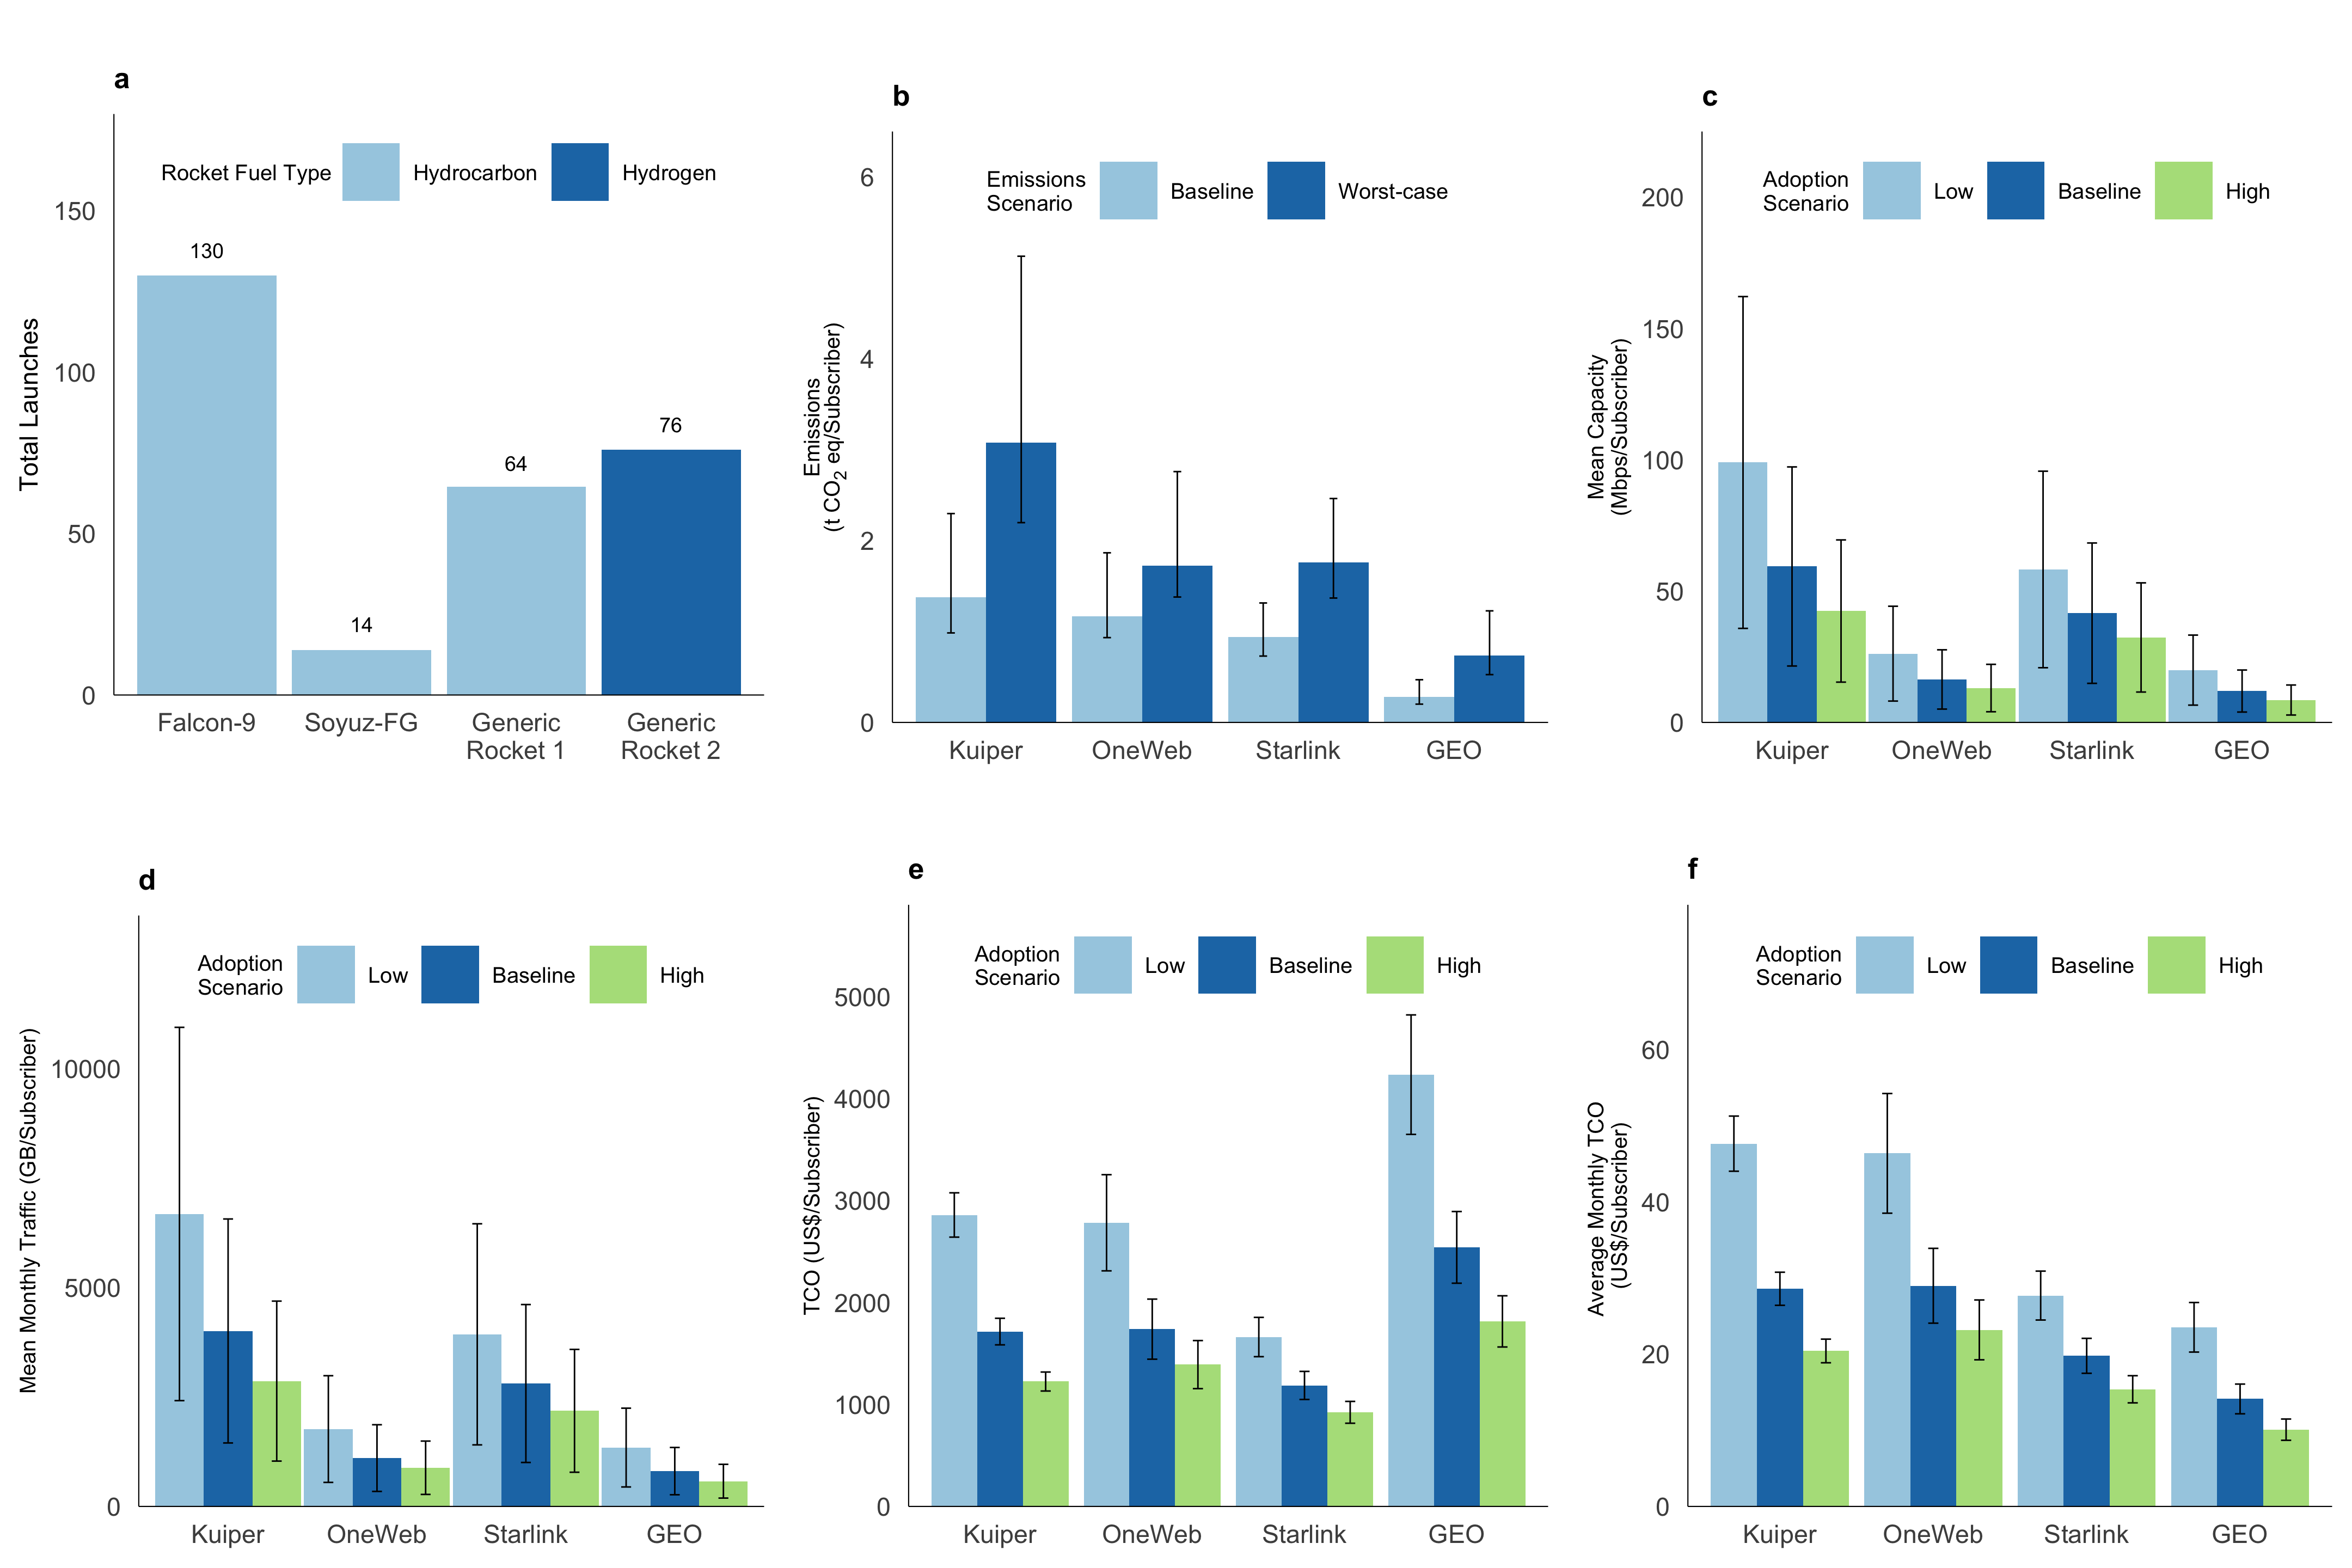 a
Rocket Fuel Type Hydrocarbon Hydrogen
Total Launches
150
100
50
0
130
14
64
76
Falcon-9 Soyuz-FG Generic Generic
Rocket 1 Rocket 2
b
Emissions
Scenario
Baseline Worst-case
Emissions
(t CO2 eq/Subscriber)
6
4
2
0
Kuiper OneWeb Starlink GEO
c
Adoption
Scenario
Low Baseline High
Mean Capacity
(Mbps/Subscriber)
200
150
100
50
0
Kuiper OneWeb Starlink GEO
d
Adoption
Scenario
Low Baseline High
Mean Monthly Traffic (GB/Subscriber)
10000
5000
0
Kuiper OneWeb Starlink GEO
e
Adoption
Scenario
Low Baseline High
TCO (US$/Subscriber)
5000
4000
3000
2000
1000
0
Kuiper OneWeb Starlink GEO
f
Adoption
Scenario
Low Baseline High
Average Monthly TCO
(US$/Subscriber)
60
40
20
0
Kuiper OneWeb Starlink GEO